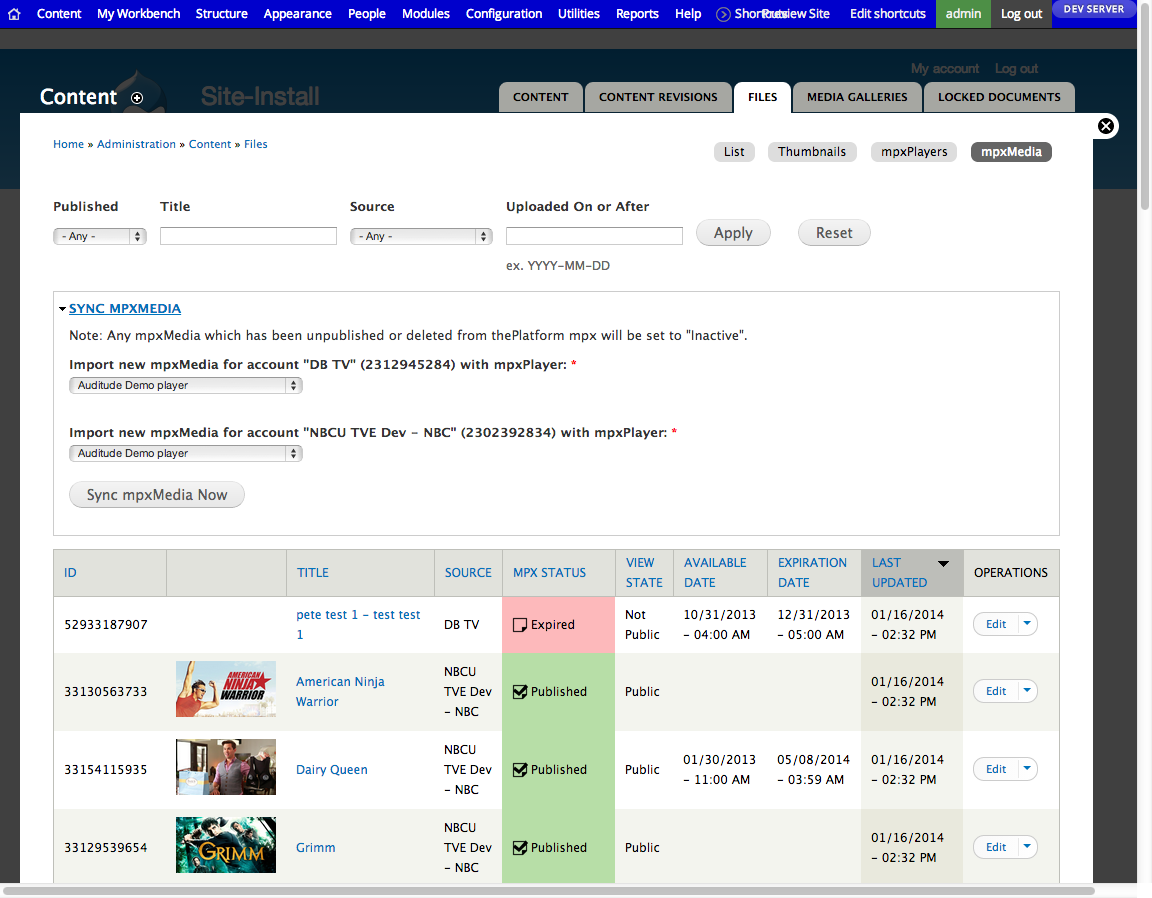 Content My Workbench Structure Appearance People Modules Configuration Utilities Reports Help Shortcuts Preview Site Edit shortcuts admin Log out DEV SERVER
My account Log out
Content Site-Install
CONTENT CONTENT REVISIONS FILES MEDIA GALLERIES LOCKED DOCUMENTS
Home » Administration » Content » Files
List Thumbnails mpxPlayers mpxMedia
Published Title Source Uploaded On or After
- Any - - Any - Apply Reset
ex. YYYY-MM-DD
SYNC MPXMEDIA
Note: Any mpxMedia which has been unpublished or deleted from thePlatform mpx will be set to "Inactive".
Import new mpxMedia for account "DB TV" (2312945284) with mpxPlayer: *
Auditude Demo player
Import new mpxMedia for account "NBCU TVE Dev - NBC" (2302392834) with mpxPlayer: *
Auditude Demo player
Sync mpxMedia Now
ID TITLE SOURCE MPX STATUS VIEW STATE AVAILABLE DATE EXPIRATION DATE LAST UPDATED OPERATIONS
52933187907 pete test 1 - test test 1 DB TV Expired Not Public 10/31/2013 - 04:00 AM 12/31/2013 - 05:00 AM 01/16/2014 - 02:32 PM Edit
33130563733 AMERICAN NINJA WARRIOR American Ninja Warrior NBCU TVE Dev - NBC Published Public 01/16/2014 - 02:32 PM Edit
33154115935 Dairy Queen NBCU TVE Dev - NBC Published Public 01/30/2013 - 11:00 AM 05/08/2014 - 03:59 AM 01/16/2014 - 02:32 PM Edit
33129539654 GRIMM Grimm NBCU TVE Dev - NBC Published Public 01/16/2014 - 02:32 PM Edit